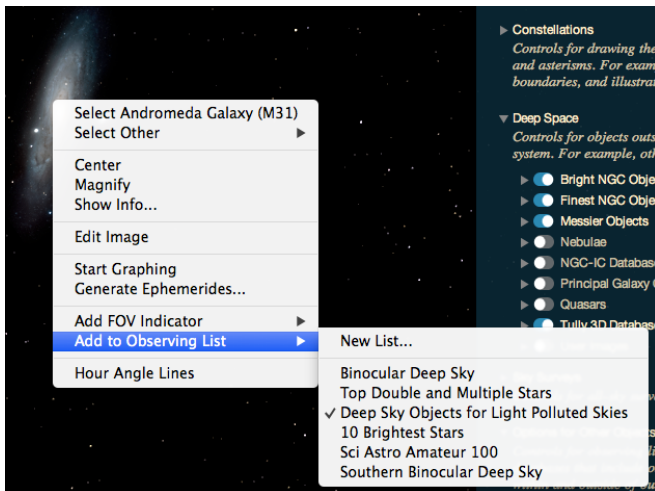 Select Andromeda Galaxy (M31)
Select Other
Center
Magnify
Show Info...
Edit Image
Start Graphing
Generate Ephemerides...
Add FOV Indicator
Add to Observing List
Hour Angle Lines
New List...
Binocular Deep Sky
Top Double and Multiple Stars
✓ Deep Sky Objects for Light Polluted Skies
10 Brightest Stars
Sci Astro Amateur 100
Southern Binocular Deep Sky
Constellations
Controls for drawing the
and asterisms. For exam
boundaries, and illustrat
Deep Space
Controls for objects outs
system. For example, oth
Bright NGC Obje
Finest NGC Obje
Messier Objects
Nebulae
NGC-IC Databas
Principal Galaxy
Quasars
Tully 3D Databas